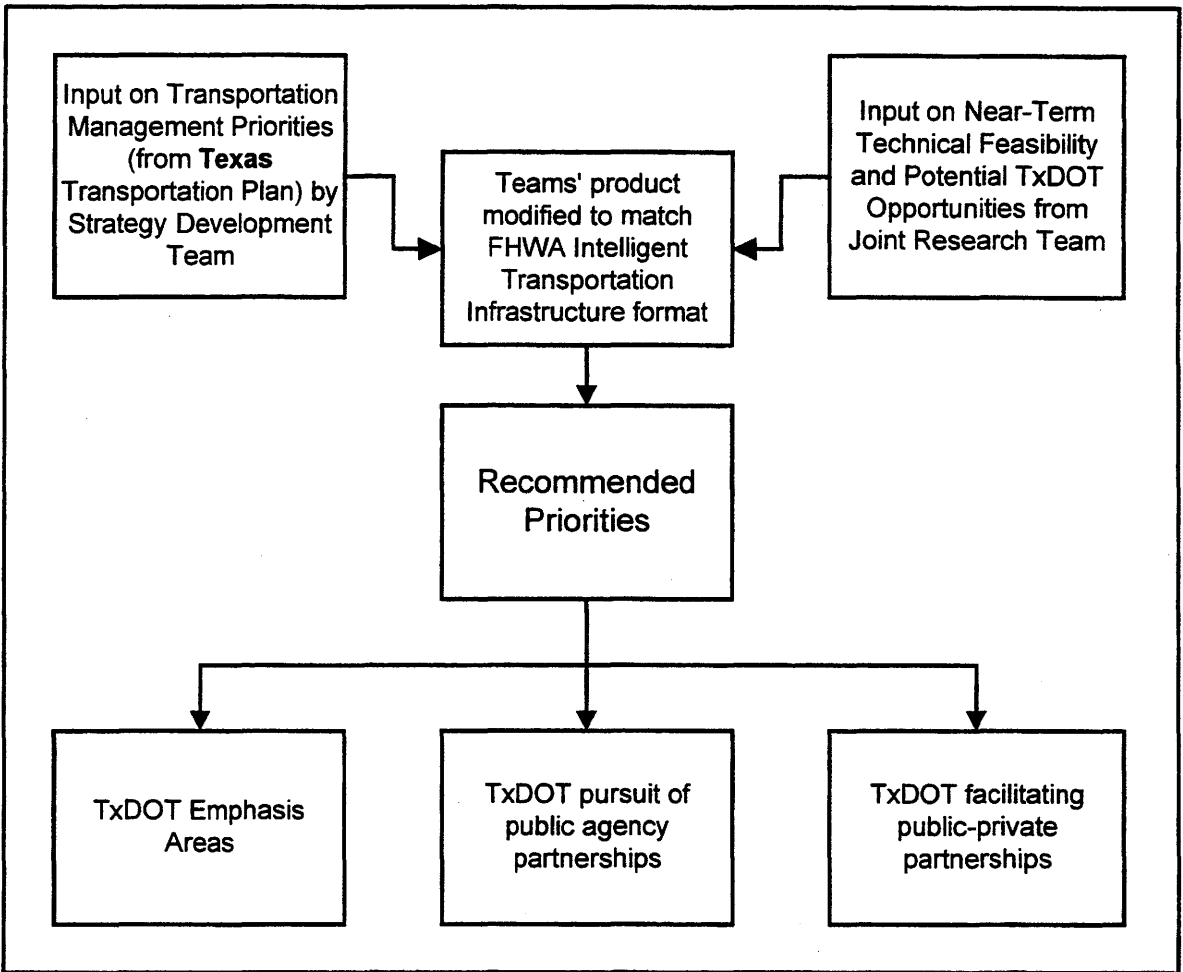 Input on Transportation
Management Priorities
(from Texas
Transportation Plan) by
Strategy Development
Team
Input on Near-Term
Technical Feasibility
and Potential TxDOT
Opportunities from
Joint Research Team
Teams' product
modified to match
FHWA Intelligent
Transportation
Infrastructure format
Recommended
Priorities
TxDOT Emphasis
Areas
TxDOT pursuit of
public agency
partnerships
TxDOT facilitating
public-private
partnerships